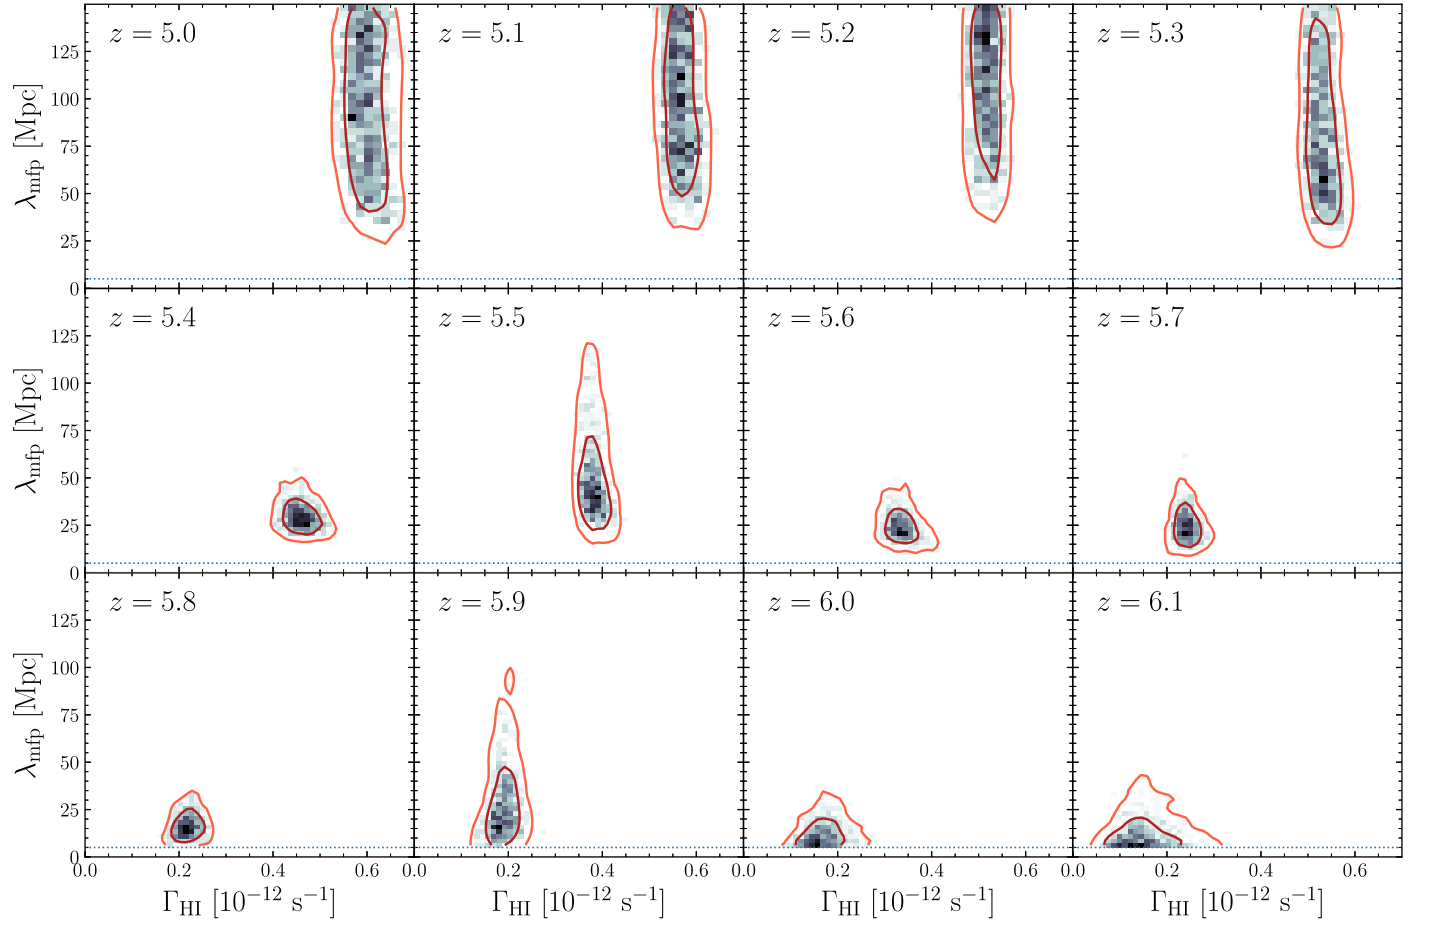 z = 5.0 z = 5.1 z = 5.2 z = 5.3
125
100
75
50
25
0
λmfp [Mpc]
z = 5.4 z = 5.5 z = 5.6 z = 5.7
125
100
75
50
25
0
λmfp [Mpc]
z = 5.8 z = 5.9 z = 6.0 z = 6.1
125
100
75
50
25
0
λmfp [Mpc]
0.0 0.2 0.4 0.6 0.0 0.2 0.4 0.6 0.0 0.2 0.4 0.6 0.0 0.2 0.4 0.6
ΓHI [10⁻¹² s⁻¹] ΓHI [10⁻¹² s⁻¹] ΓHI [10⁻¹² s⁻¹] ΓHI [10⁻¹² s⁻¹]